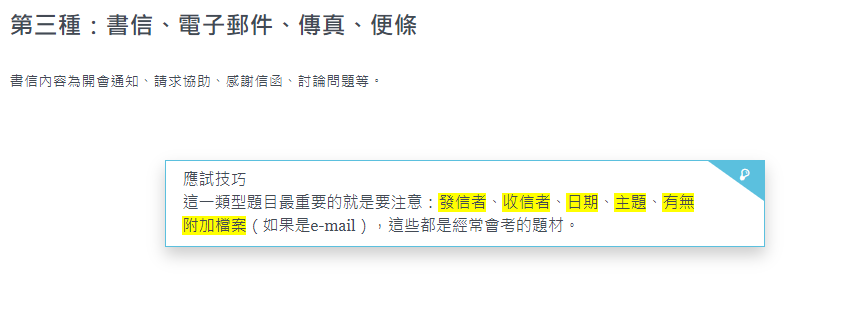 第三種：書信、電子郵件、傳真、便條
書信內容為開會通知、請求協助、感謝信函、討論問題等。
應試技巧
這一類型題目最重要的就是要注意：發信者、收信者、日期、主題、有無
附加檔案（如果是e-mail），這些都是經常會考的題材。